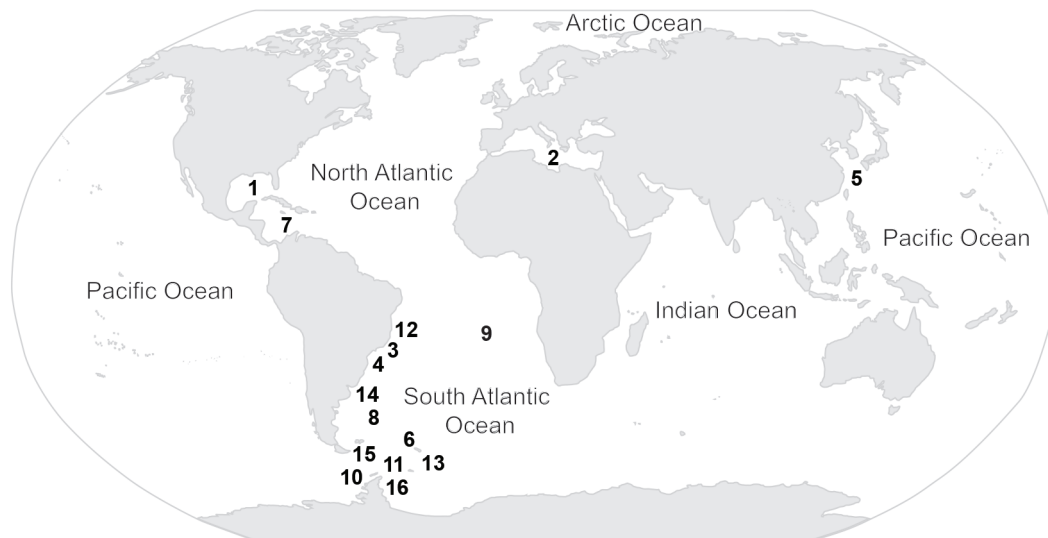 Arctic Ocean
2
North Atlantic
Ocean
5
1
7
Pacific Ocean
Pacific Ocean
Indian Ocean
12
9
3
4
14
South Atlantic
Ocean
8
6
15
11
13
10
16